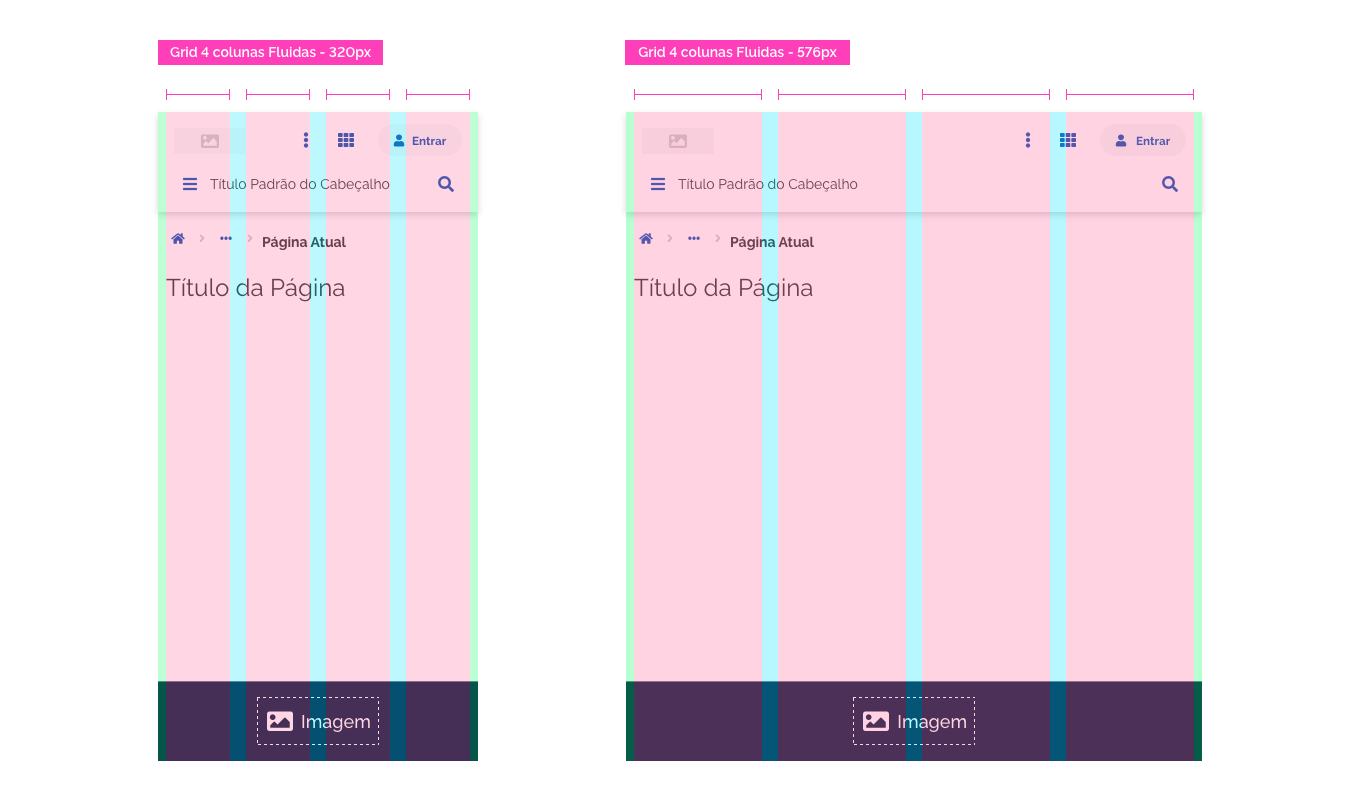 Grid 4 colunas Fluidas - 320px
Entrar
Título Padrão do Cabeçalho
Página Atual
Título da Página
Imagem
Grid 4 colunas Fluidas - 576px
Entrar
Título Padrão do Cabeçalho
Página Atual
Título da Página
Imagem